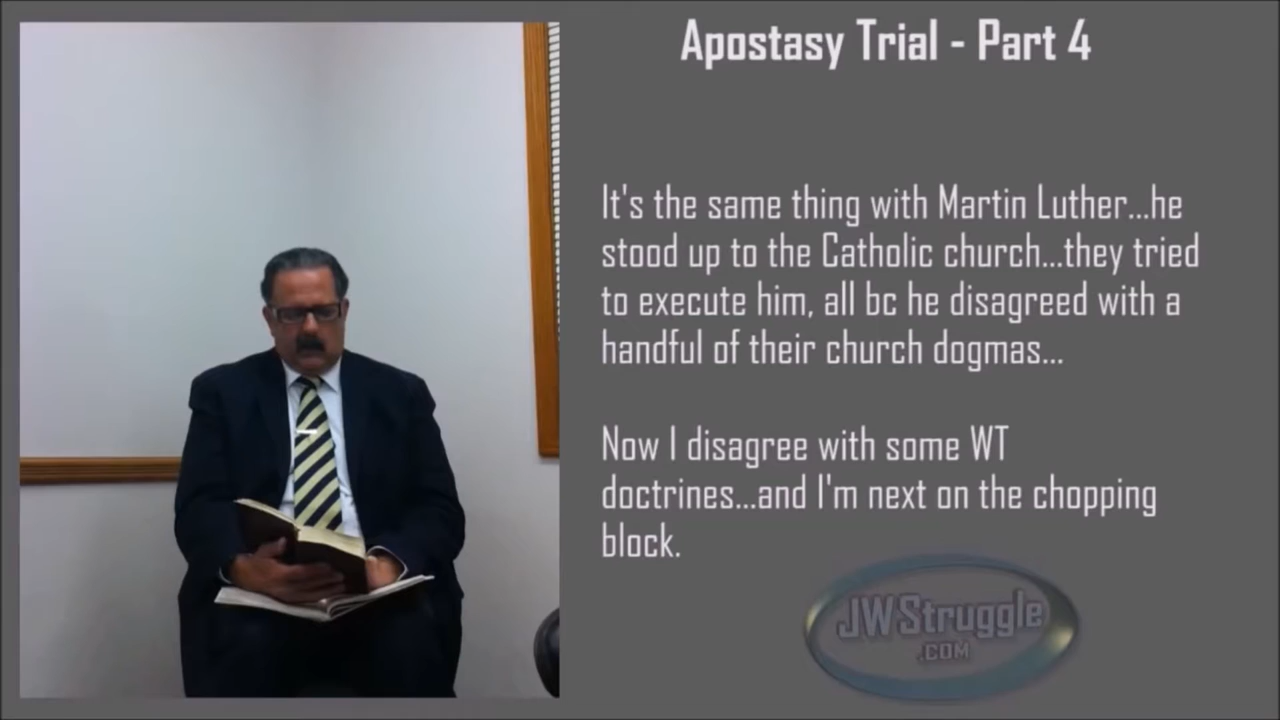 Apostasy Trial - Part 4
It's the same thing with Martin Luther...he
stood up to the Catholic church...they tried
to execute him, all bc he disagreed with a
handful of their church dogmas...
Now I disagree with some WT
doctrines...and I'm next on the chopping
block.
JWStruggle
.COM